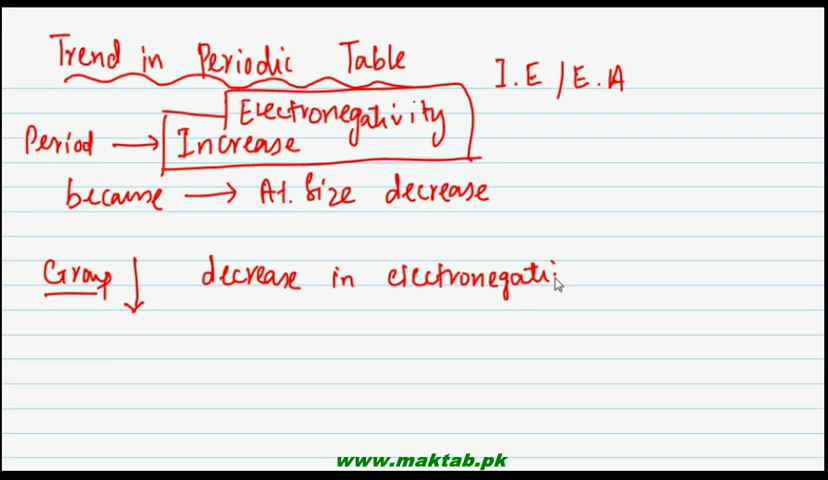 Trend in Periodic Table
I.E / E.A
Electronegativity
Period → Increase
because → At. Size decrease
Group ↓ decrease in electronegati
www.maktab.pk